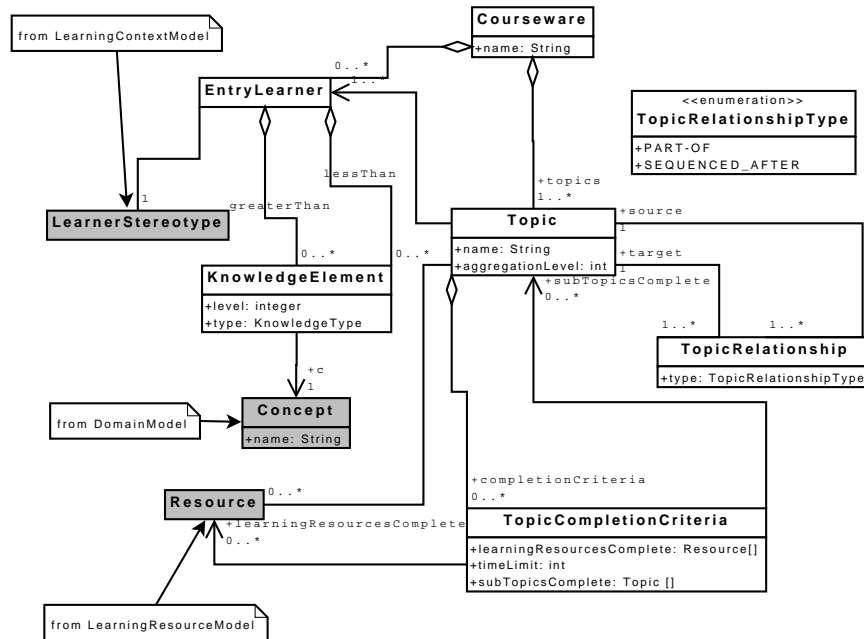 Courseware
+name: String
from LearningContextModel
0..*
1..*
EntryLearner
<<enumeration>>
TopicRelationshipType
+PART-OF
+SEQUENCED_AFTER
lessThan
+topics
1..*
1
greaterThan
LearnerStereotype
Topic
+name: String
+aggregationLevel: int
+source
1
+target
1
0..*
0..*
KnowledgeElement
+level: integer
+type: KnowledgeType
+subTopicsComplete
0..*
1..*
1..*
TopicRelationship
+type: TopicRelationshipType
+c
1
Concept
+name: String
from DomainModel
+completionCriteria
0..*
0..*
Resource
+learningResourcesComplete
0..*
TopicCompletionCriteria
+learningResourcesComplete: Resource[]
+timeLimit: int
+subTopicsComplete: Topic []
from LearningResourceModel